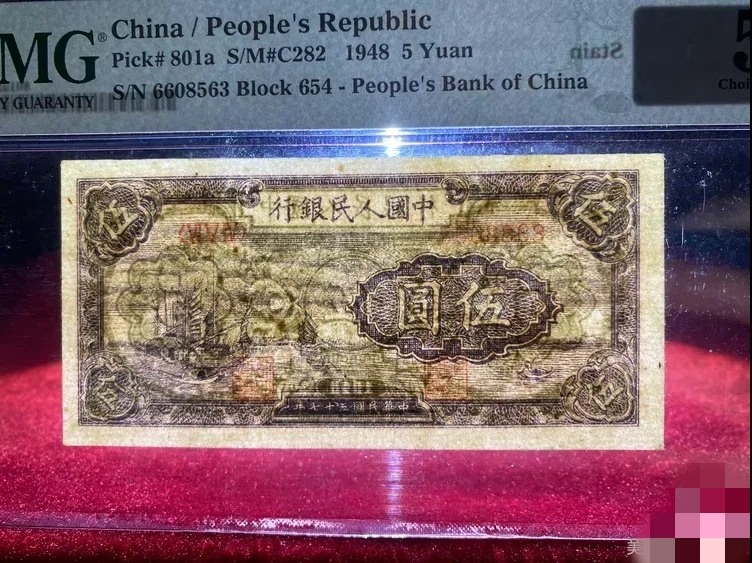 MG®
China / People's Republic
Pick# 801a S/M#C282 1948 5 Yuan
S/N 6608563 Block 654 - People's Bank of China
Y GUARANTY
Stain
Choi
中國人民銀行
伍
伍
伍圓
伍
伍
中華民國三十七年
美